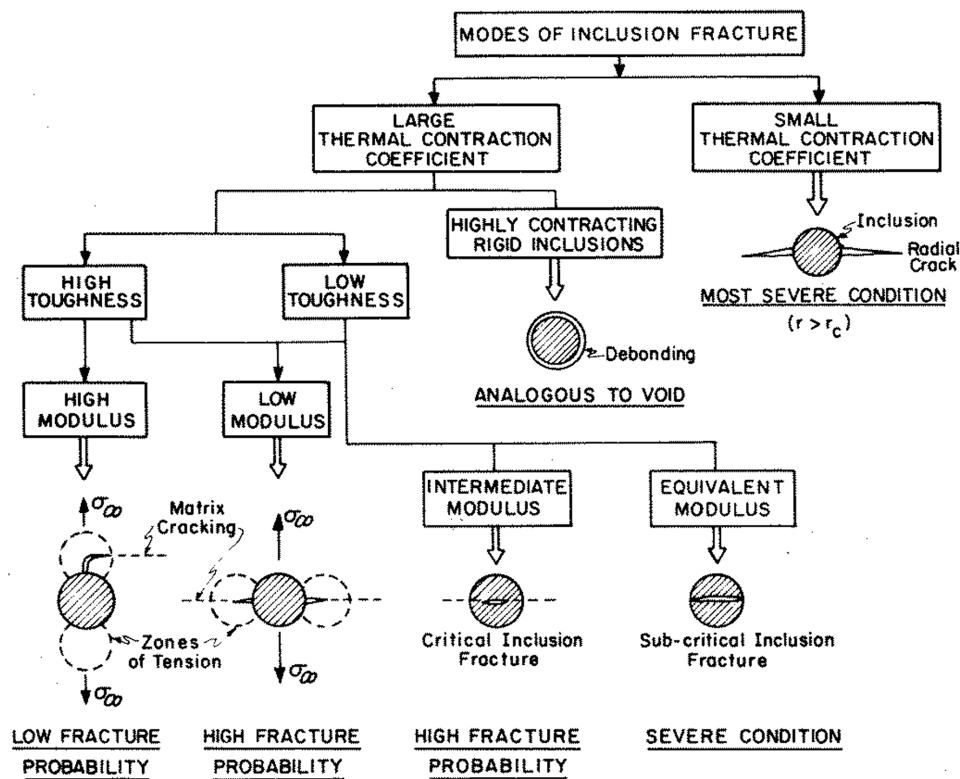 MODES OF INCLUSION FRACTURE
LARGE
THERMAL CONTRACTION
COEFFICIENT
SMALL
THERMAL CONTRACTION
COEFFICIENT
HIGHLY CONTRACTING
RIGID INCLUSIONS
Inclusion
Radial
Crack
HIGH
TOUGHNESS
LOW
TOUGHNESS
MOST SEVERE CONDITION
(r > rc)
Debonding
ANALOGOUS TO VOID
HIGH
MODULUS
LOW
MODULUS
INTERMEDIATE
MODULUS
EQUIVALENT
MODULUS
σ∞
Matrix
Cracking
σ∞
Zones
of Tension
σ∞
σ∞
Critical Inclusion
Fracture
Sub-critical Inclusion
Fracture
LOW FRACTURE
PROBABILITY
HIGH FRACTURE
PROBABILITY
HIGH FRACTURE
PROBABILITY
SEVERE CONDITION